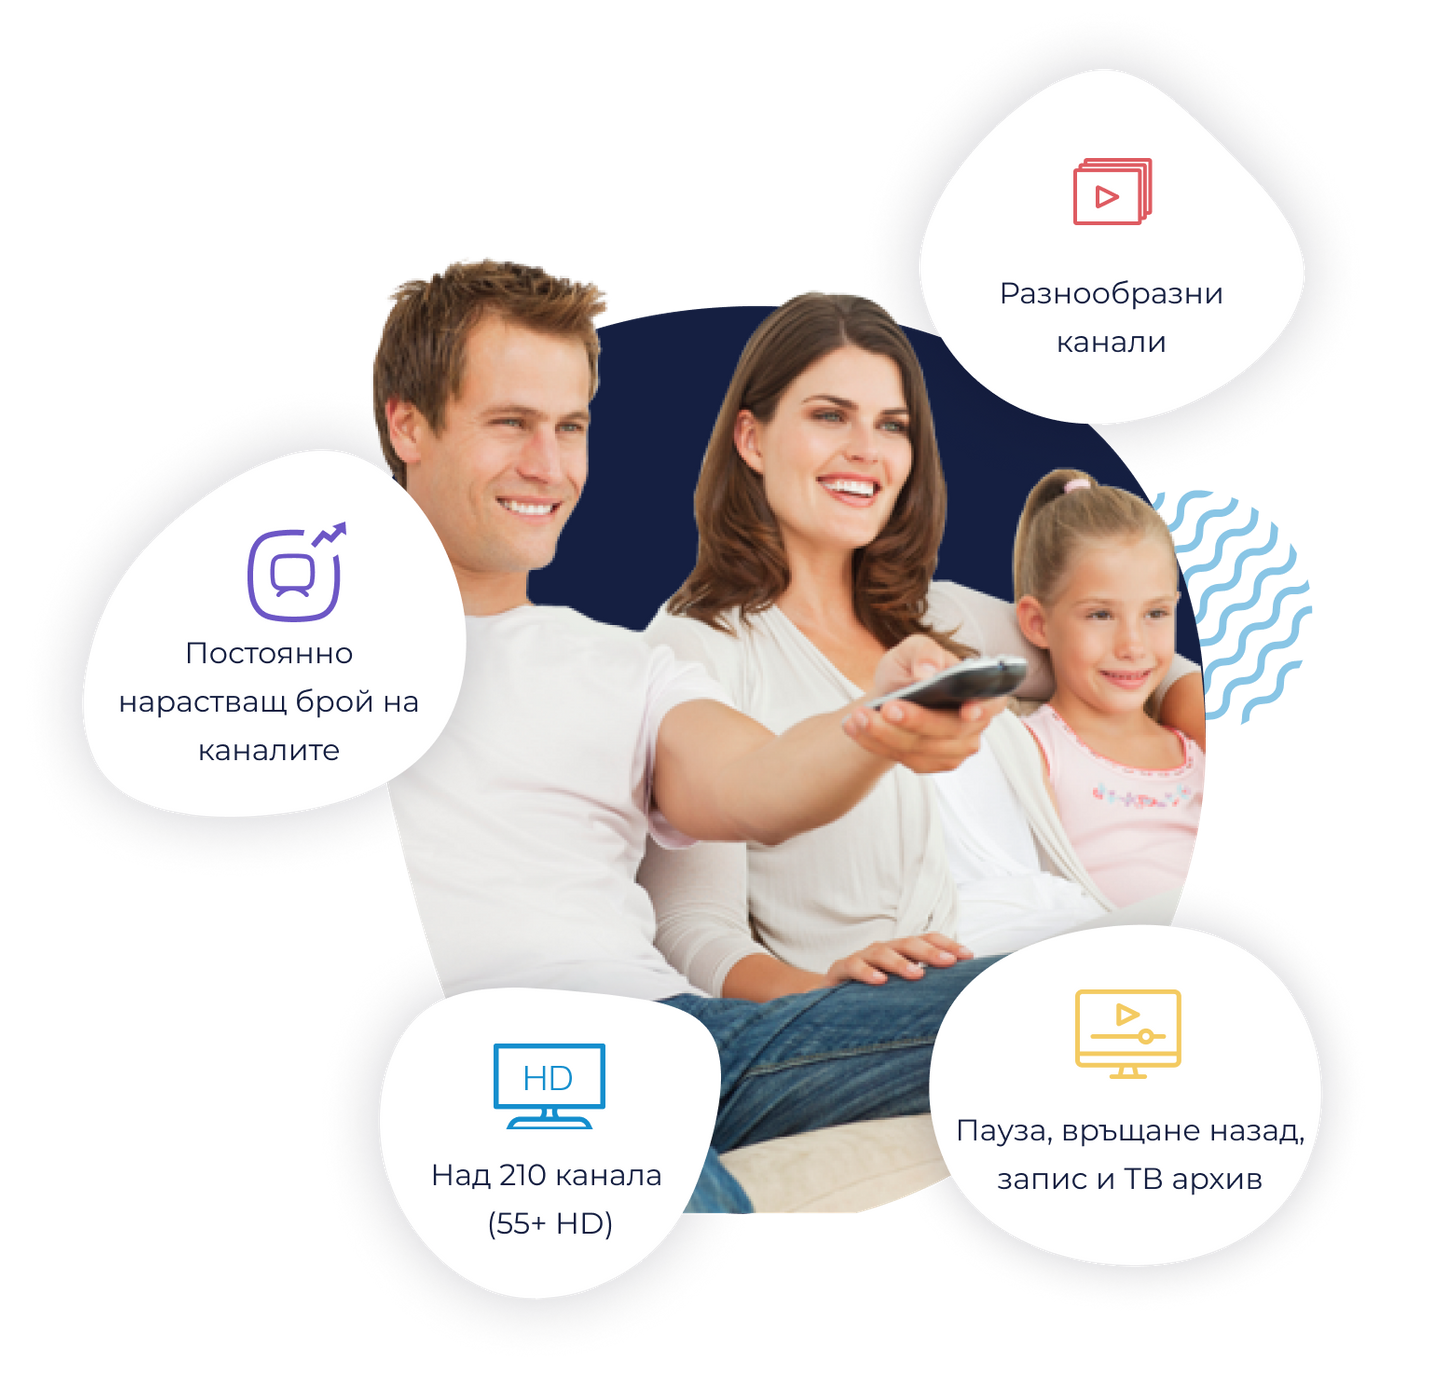 Разнообразни
канали
Постоянно
нарастващ брой на
каналите
HD
Над 210 канала
(55+ HD)
Пауза, връщане назад,
запис и ТВ архив